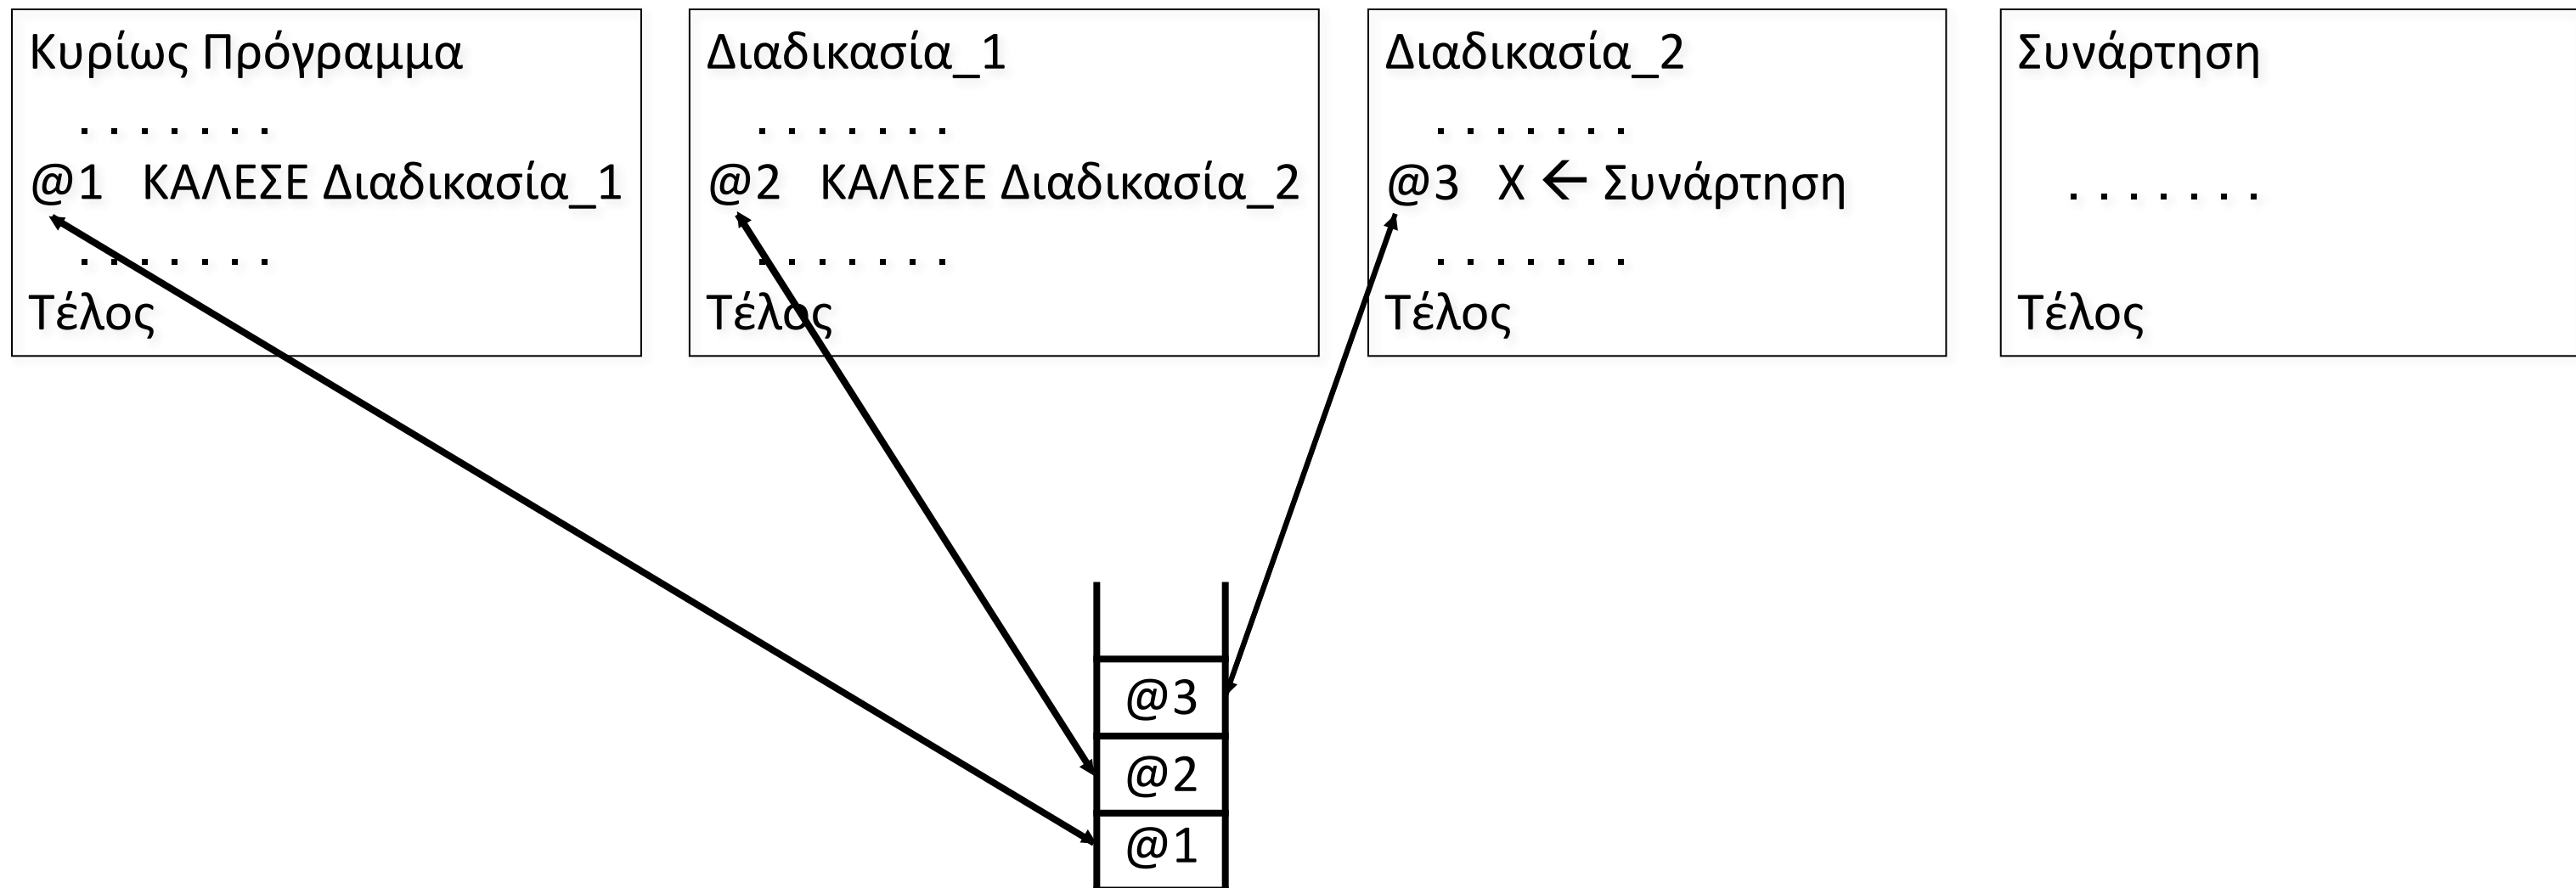 Κυρίως Πρόγραμμα
. . . . . . .
@1 ΚΑΛΕΣΕ Διαδικασία_1
. . . . . . .
Τέλος
Διαδικασία_1
. . . . . . .
@2 ΚΑΛΕΣΕ Διαδικασία_2
. . . . . . .
Τέλος
Διαδικασία_2
. . . . . . .
@3 Χ ← Συνάρτηση
. . . . . . .
Τέλος
Συνάρτηση
. . . . . . .
Τέλος
@3
@2
@1